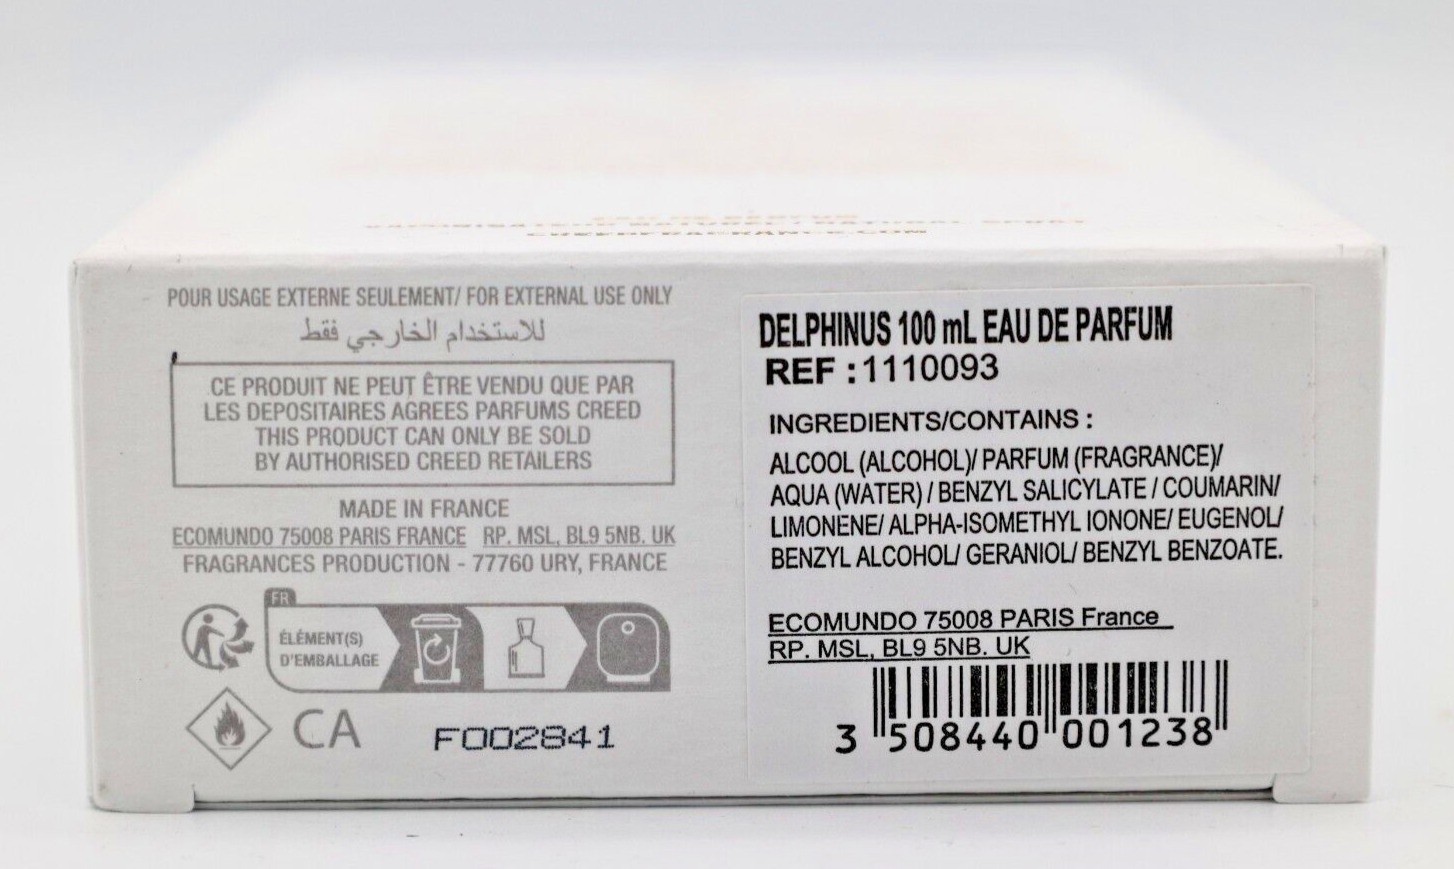 POUR USAGE EXTERNE SEULEMENT/ FOR EXTERNAL USE ONLY
للاستخدام الخارجي فقط
CE PRODUIT NE PEUT ÊTRE VENDU QUE PAR
LES DEPOSITAIRES AGREES PARFUMS CREED
THIS PRODUCT CAN ONLY BE SOLD
BY AUTHORISED CREED RETAILERS
MADE IN FRANCE
ECOMUNDO 75008 PARIS FRANCE RP. MSL, BL9 5NB. UK
FRAGRANCES PRODUCTION - 77760 URY, FRANCE
FR
ÉLÉMENT(S)
D'EMBALLAGE
CA
F002841
DELPHINUS 100 mL EAU DE PARFUM
REF :1110093
INGREDIENTS/CONTAINS :
ALCOOL (ALCOHOL)/ PARFUM (FRAGRANCE)/
AQUA (WATER) / BENZYL SALICYLATE / COUMARIN/
LIMONENE/ ALPHA-ISOMETHYL IONONE/ EUGENOL/
BENZYL ALCOHOL/ GERANIOL/ BENZYL BENZOATE.
ECOMUNDO 75008 PARIS France
RP. MSL, BL9 5NB. UK
3 508440 001238